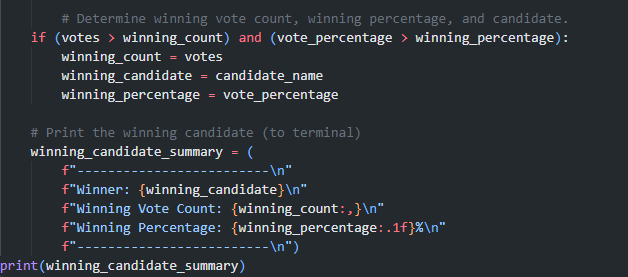 # Determine winning vote count, winning percentage, and candidate.
if (votes > winning_count) and (vote_percentage > winning_percentage):
winning_count = votes
winning_candidate = candidate_name
winning_percentage = vote_percentage
# Print the winning candidate (to terminal)
winning_candidate_summary = (
f"-------------------------\n"
f"Winner: {winning_candidate}\n"
f"Winning Vote Count: {winning_count:,}\n"
f"Winning Percentage: {winning_percentage:.1f}%\n"
f"-------------------------\n")
print(winning_candidate_summary)